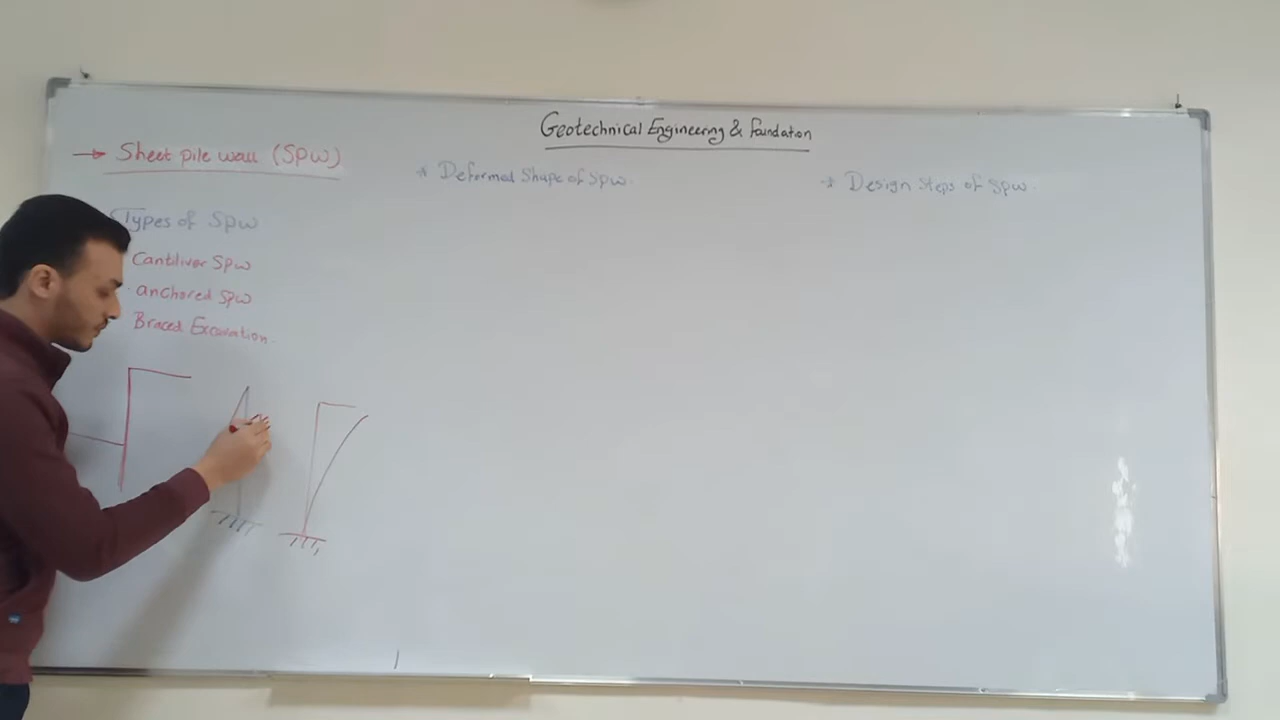 Geotechnical Engineering & Foundation
Sheet pile wall (SPW)
Types of SPW
Cantiliver SPW
anchored SPW
Braced Excavation.
* Deformed Shape of SPW.
* Design Steps of SPW.